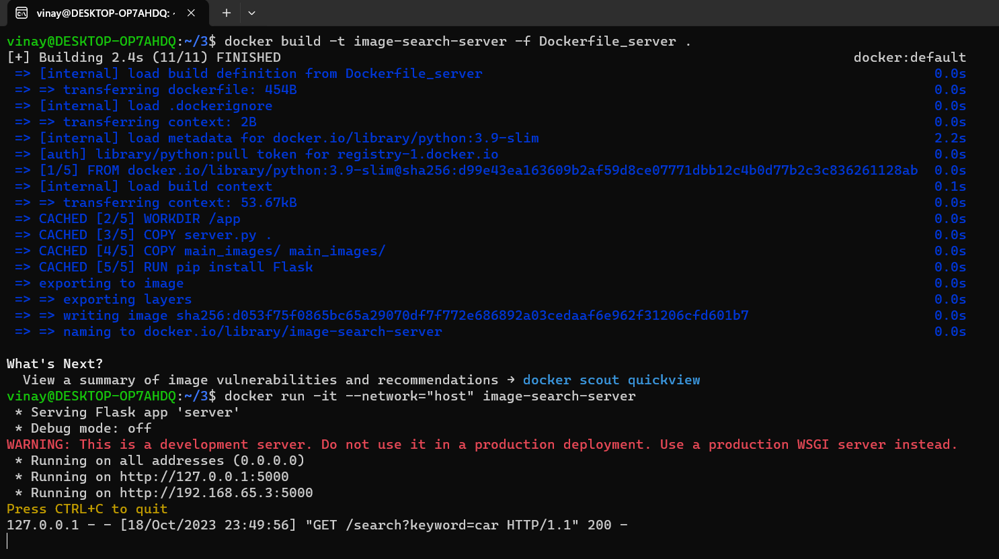 vinay@DESKTOP-OP7AHDQ: ~
vinay@DESKTOP-OP7AHDQ:~/3$ docker build -t image-search-server -f Dockerfile_server .
[+] Building 2.4s (11/11) FINISHED docker:default
=> [internal] load build definition from Dockerfile_server 0.0s
=> => transferring dockerfile: 454B 0.0s
=> [internal] load .dockerignore 0.0s
=> => transferring context: 2B 0.0s
=> [internal] load metadata for docker.io/library/python:3.9-slim 2.2s
=> [auth] library/python:pull token for registry-1.docker.io 0.0s
=> [1/5] FROM docker.io/library/python:3.9-slim@sha256:d99e43ea163609b2af59d8ce07771dbb12c4b0d77b2c3c836261128ab 0.0s
=> [internal] load build context 0.1s
=> => transferring context: 53.67kB 0.0s
=> CACHED [2/5] WORKDIR /app 0.0s
=> CACHED [3/5] COPY server.py . 0.0s
=> CACHED [4/5] COPY main_images/ main_images/ 0.0s
=> CACHED [5/5] RUN pip install Flask 0.0s
=> exporting to image 0.0s
=> => exporting layers 0.0s
=> => writing image sha256:d053f75f0865bc65a29070df7f772e686892a03cedaaf6e962f31206cfd601b7 0.0s
=> => naming to docker.io/library/image-search-server 0.0s
What's Next?
View a summary of image vulnerabilities and recommendations → docker scout quickview
vinay@DESKTOP-OP7AHDQ:~/3$ docker run -it --network="host" image-search-server
* Serving Flask app 'server'
* Debug mode: off
WARNING: This is a development server. Do not use it in a production deployment. Use a production WSGI server instead.
* Running on all addresses (0.0.0.0)
* Running on http://127.0.0.1:5000
* Running on http://192.168.65.3:5000
Press CTRL+C to quit
127.0.0.1 - - [18/Oct/2023 23:49:56] "GET /search?keyword=car HTTP/1.1" 200 -